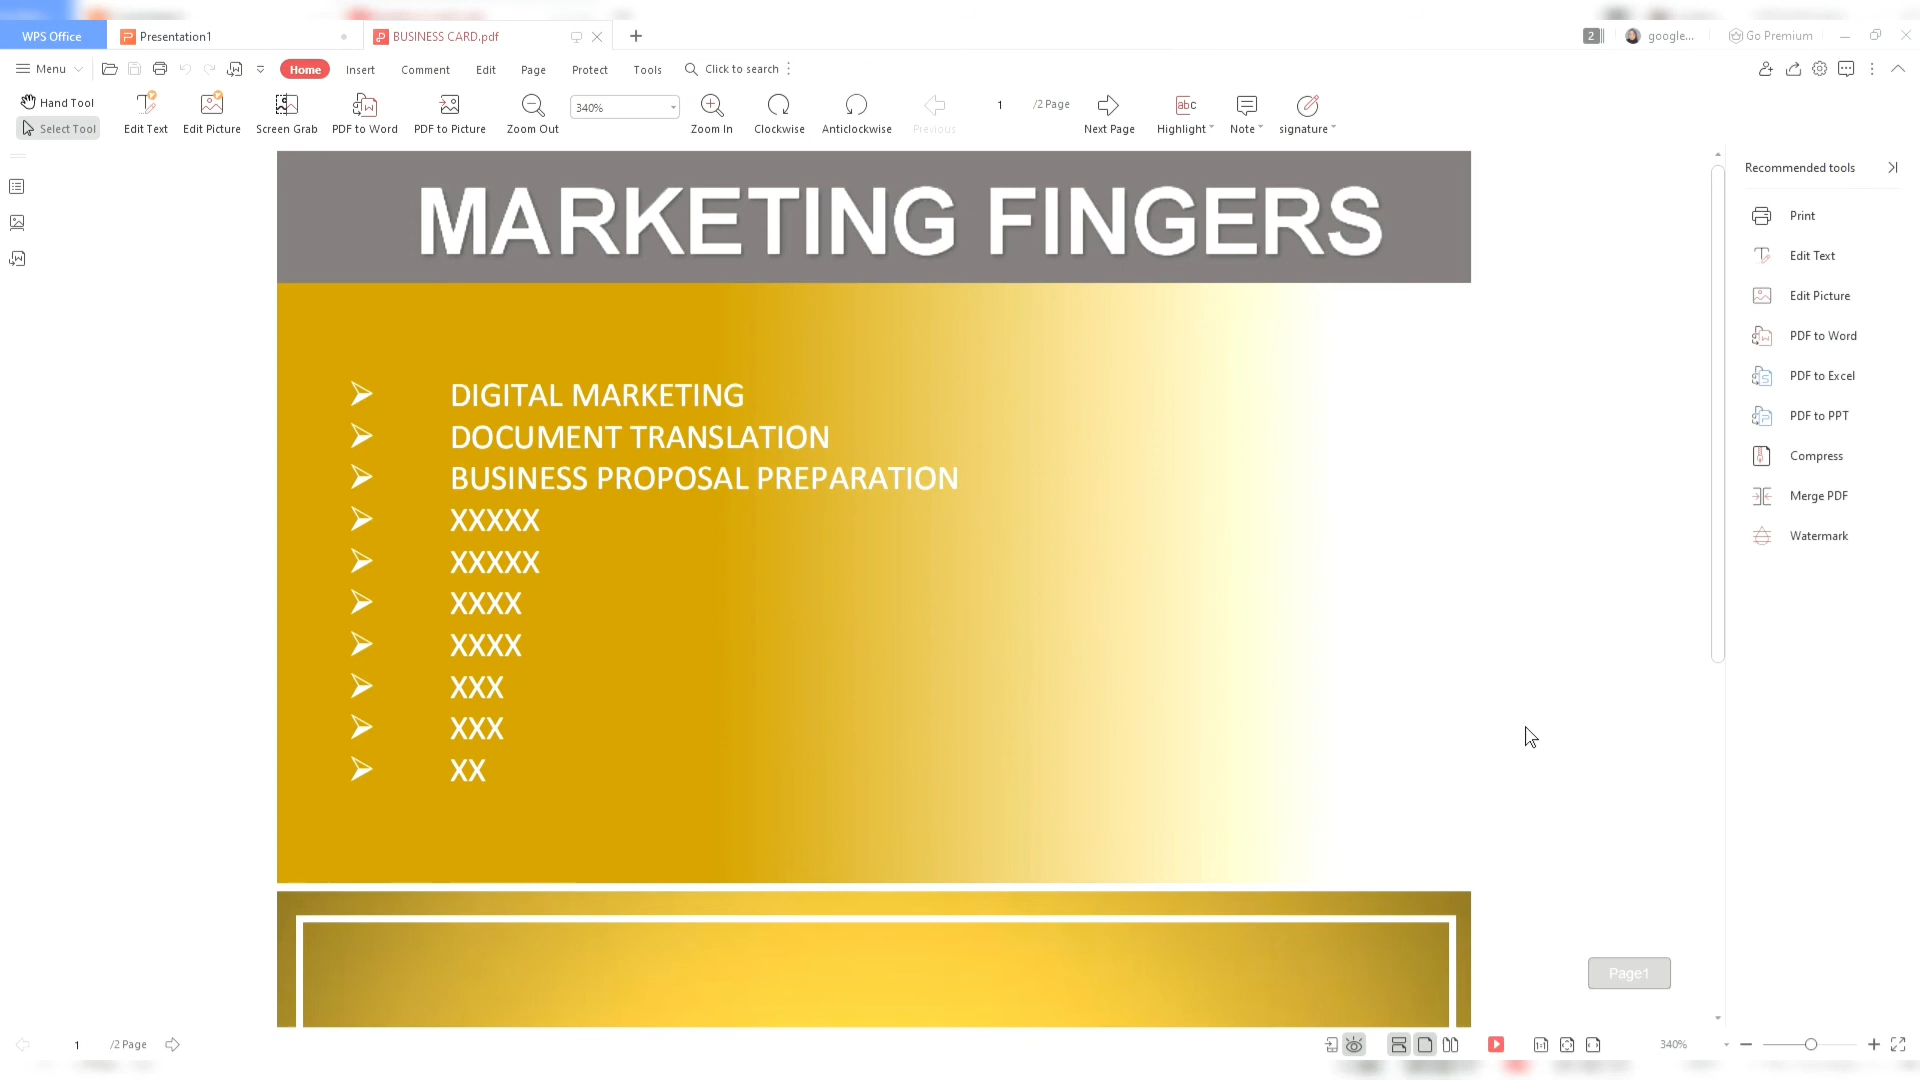 WPS Office
Presentation1
BUSINESS CARD.pdf
2
google...
Go Premium
Menu
Home
Insert
Comment
Edit
Page
Protect
Tools
Click to search
Hand Tool
Select Tool
Edit Text
Edit Picture
Screen Grab
PDF to Word
PDF to Picture
Zoom Out
340%
Zoom In
Clockwise
Anticlockwise
Previous
1 /2 Page
Next Page
abc
Highlight
Note
signature
MARKETING FINGERS
DIGITAL MARKETING
DOCUMENT TRANSLATION
BUSINESS PROPOSAL PREPARATION
XXXXX
XXXXX
XXXX
XXXX
XXX
XXX
XX
Recommended tools
Print
Edit Text
Edit Picture
PDF to Word
PDF to Excel
PDF to PPT
Compress
Merge PDF
Watermark
Page1
1 /2 Page
340%